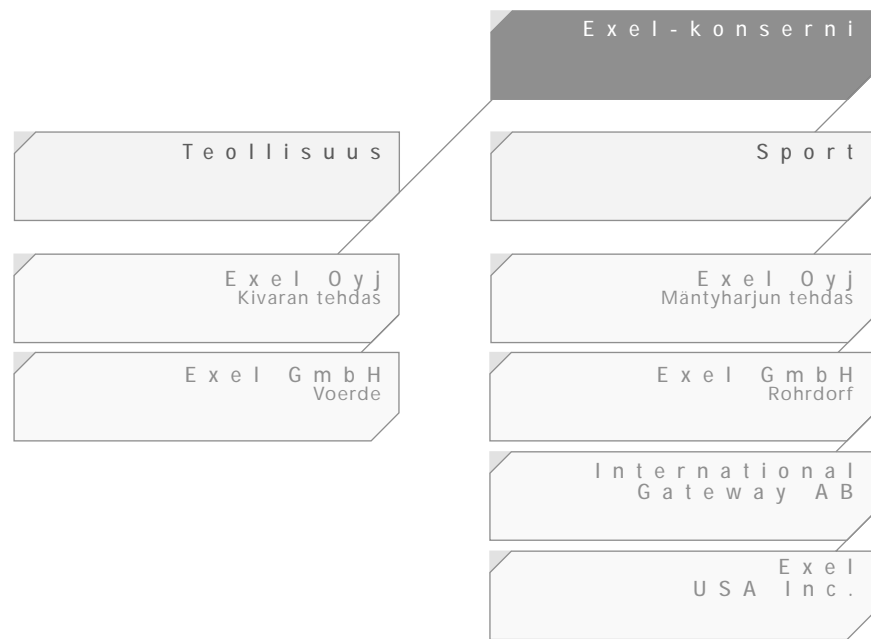 Exel-konserni
Teollisuus
Sport
Exel Oyj
Kivaran tehdas
Exel Oyj
Mäntyharjun tehdas
Exel GmbH
Voerde
Exel GmbH
Rohrdorf
International
Gateway AB
Exel
USA Inc.